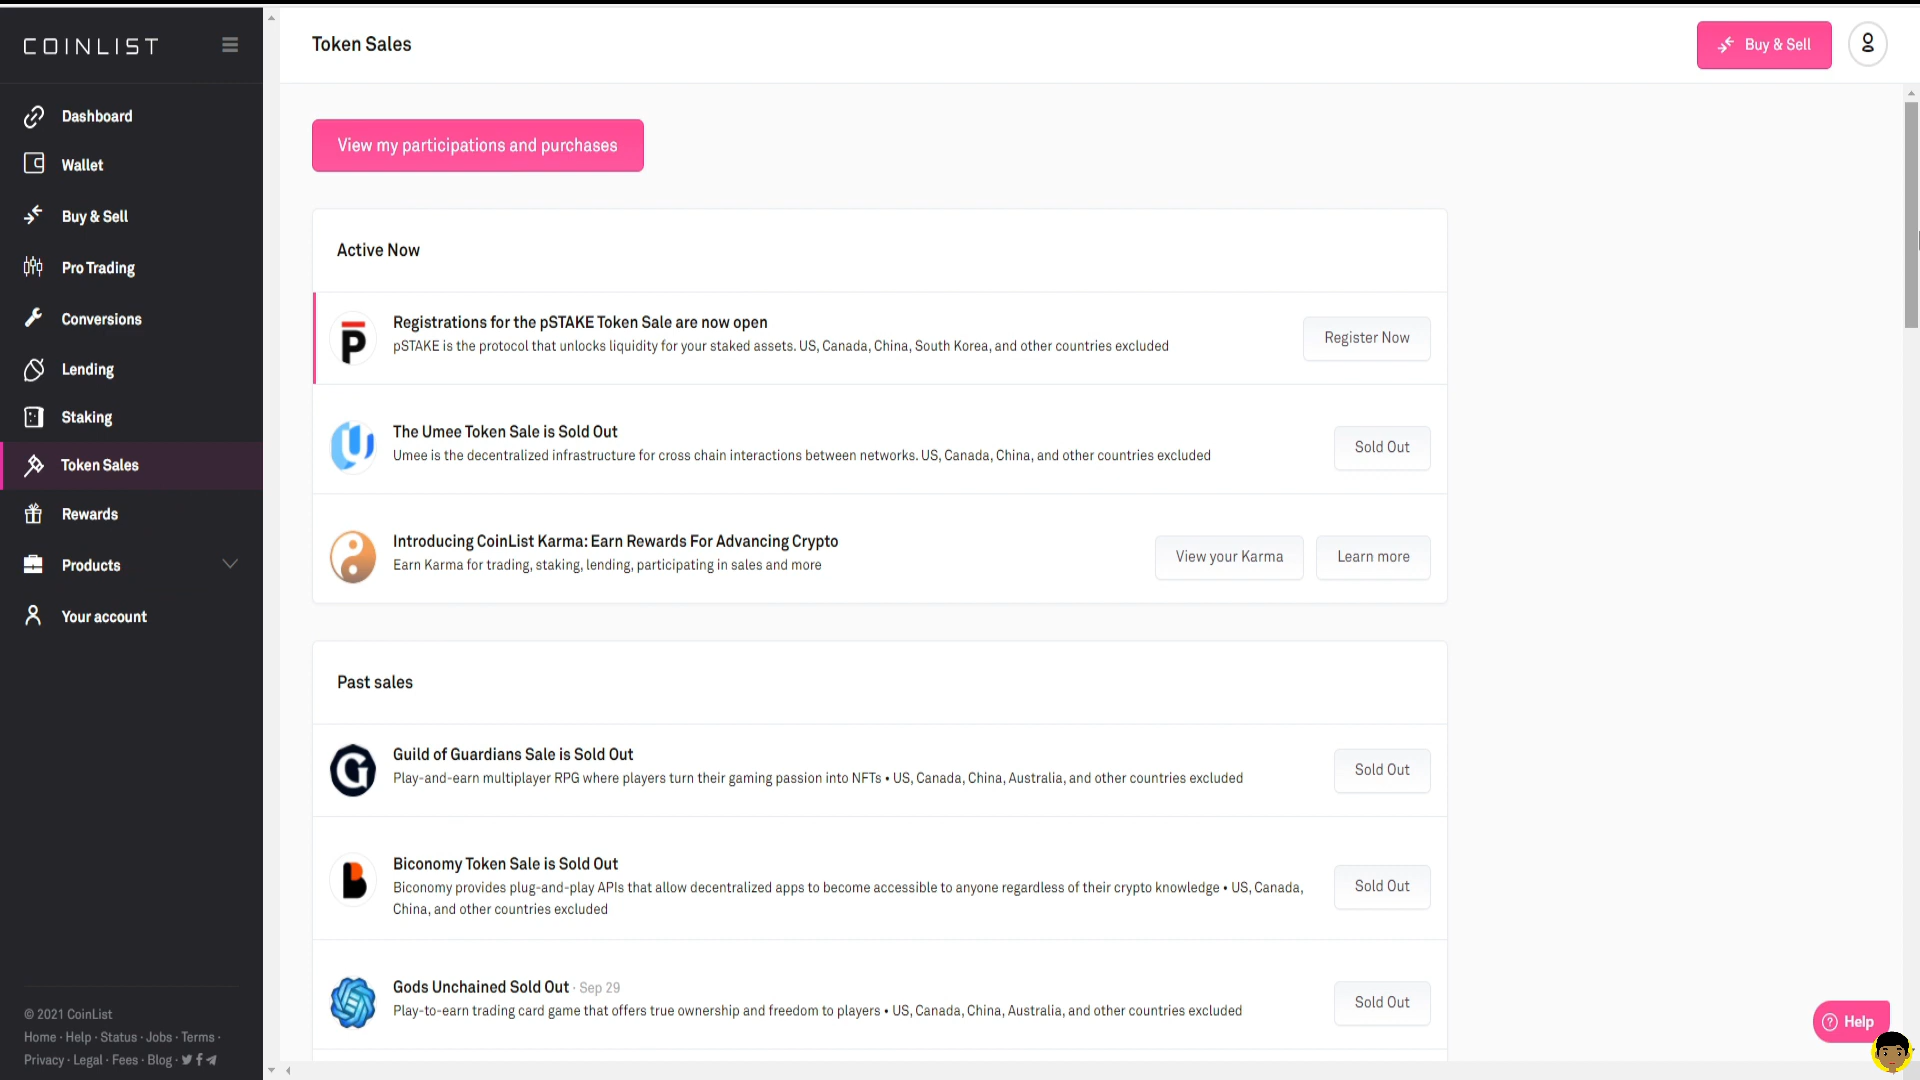 COINLIST
Token Sales
Buy & Sell
Dashboard
Wallet
Buy & Sell
Pro Trading
Conversions
Lending
Staking
Token Sales
Rewards
Products
Your account
© 2021 CoinList
Home · Help · Status · Jobs · Terms ·
Privacy · Legal · Fees · Blog ·
View my participations and purchases
Active Now
Registrations for the pSTAKE Token Sale are now open
pSTAKE is the protocol that unlocks liquidity for your staked assets. US, Canada, China, South Korea, and other countries excluded
Register Now
The Umee Token Sale is Sold Out
Umee is the decentralized infrastructure for cross chain interactions between networks. US, Canada, China, and other countries excluded
Sold Out
Introducing CoinList Karma: Earn Rewards For Advancing Crypto
Earn Karma for trading, staking, lending, participating in sales and more
View your Karma
Learn more
Past sales
Guild of Guardians Sale is Sold Out
Play-and-earn multiplayer RPG where players turn their gaming passion into NFTs • US, Canada, China, Australia, and other countries excluded
Sold Out
Biconomy Token Sale is Sold Out
Biconomy provides plug-and-play APIs that allow decentralized apps to become accessible to anyone regardless of their crypto knowledge • US, Canada,
China, and other countries excluded
Sold Out
Gods Unchained Sold Out · Sep 29
Play-to-earn trading card game that offers true ownership and freedom to players • US, Canada, China, Australia, and other countries excluded
Sold Out
Help